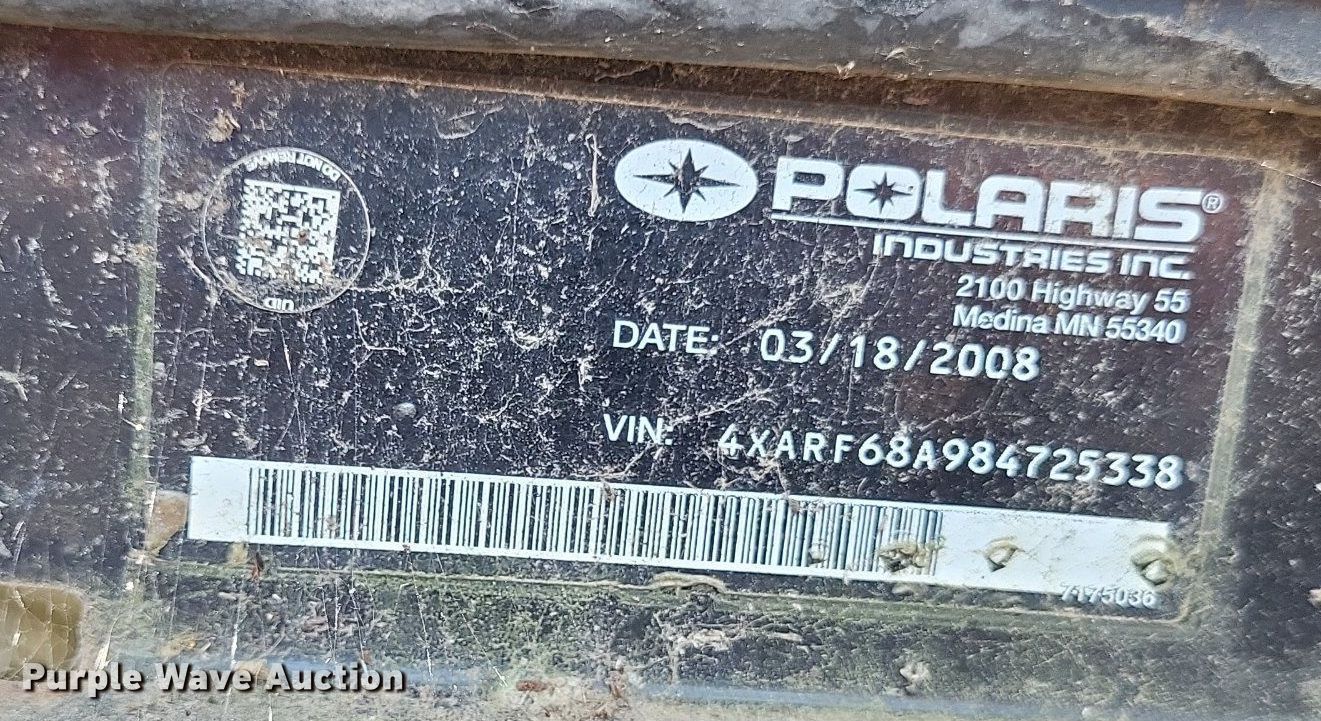 DO NOT REMOVE
UID
POLARIS®
INDUSTRIES INC.
2100 Highway 55
Medina MN 55340
DATE: 03/18/2008
VIN: 4XARF68A984725338
7175036
Purple Wave Auction